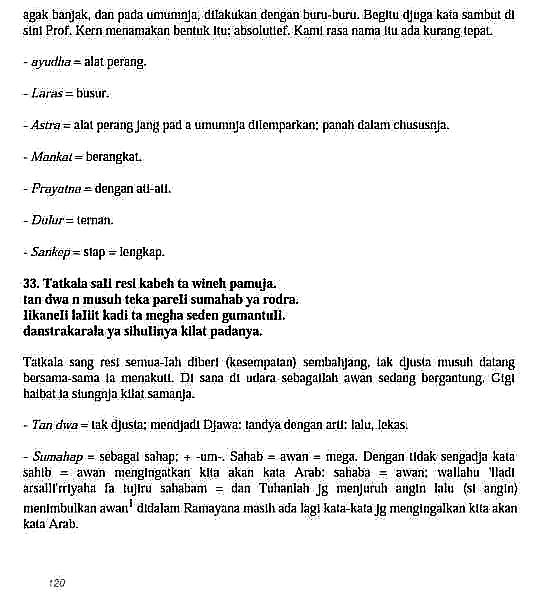 agak banjak, dan pada umumnja, dilakukan dengan buru-buru. Begitu djuga kata sambut di
sini Prof. Kern menamakan bentuk itu: absolutief. Kami rasa nama itu ada kurang tepat.
- ayudha = alat perang.
- Laras = busur.
- Astra = alat perang jang pad a umumnja dilemparkan; panah dalam chususnja.
- Mankat = berangkat.
- Prayatna = dengan ati-ati.
- Dulur = teman.
- Sankep = siap = lengkap.
33. Tatkala sali resi kabeh ta wineh pamuja.
tan dwa n musuh teka pareli sumahab ya rodra.
likaneli laliit kadi ta megha seden gumantuli.
danstrakarala ya sihulinya kilat padanya.
Tatkala sang resi semua-lah diberi (kesempatan) sembahjang, tak djusta musuh datang
bersama-sama ia menakuti. Di sana di udara sebagailah awan sedang bergantung. Gigi
haibat ia siungnja kilat samanja.
- Tan dwa = tak djusta; mendjadi Djawa: tandya dengan arti: lalu, lekas.
- Sumahap = sebagai sahap; + -um-. Sahab = awan = mega. Dengan tidak sengadja kata
sahib = awan mengingatkan kita akan kata Arab: sahaba = awan; wallahu 'lladi
arsalli'rriyaha fa tujiru sahabam = dan Tuhanlah jg menjuruh angin lalu (si angin)
menimbulkan awan¹ didalam Ramayana masih ada lagi kata-kata jg mengingatkan kita akan
kata Arab.
120